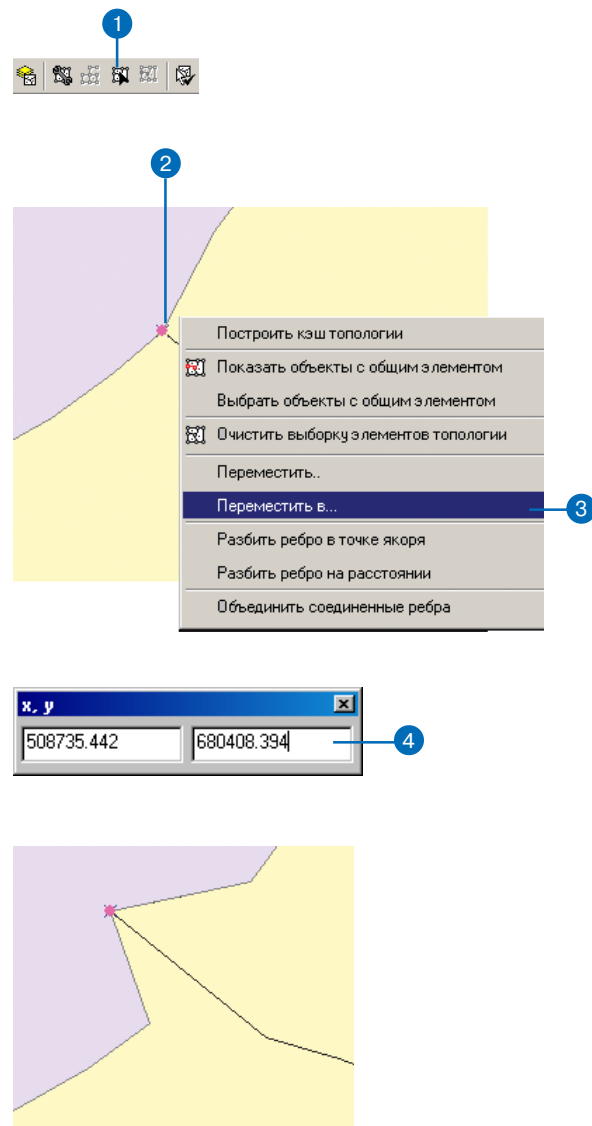 1
2
Построить кэш топологии
Показать объекты с общим элементом
Выбрать объекты с общим элементом
Очистить выборку элементов топологии
Переместить..
Переместить в...
3
Разбить ребро в точке якоря
Разбить ребро на расстоянии
Объединить соединенные ребра
x, y
508735.442 680408.394
4